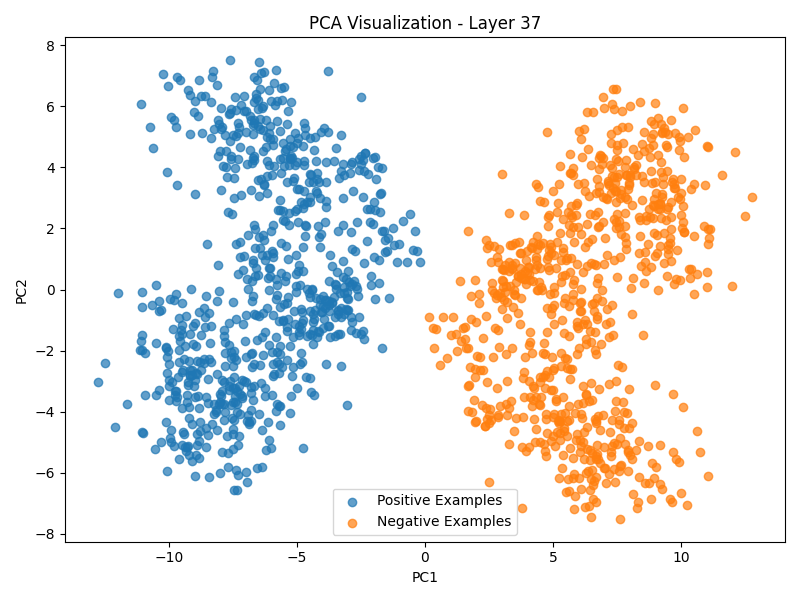 PCA Visualization - Layer 37
8
6
4
2
0
−2
−4
−6
−8
PC2
Positive Examples
Negative Examples
−10
−5
0
5
10
PC1